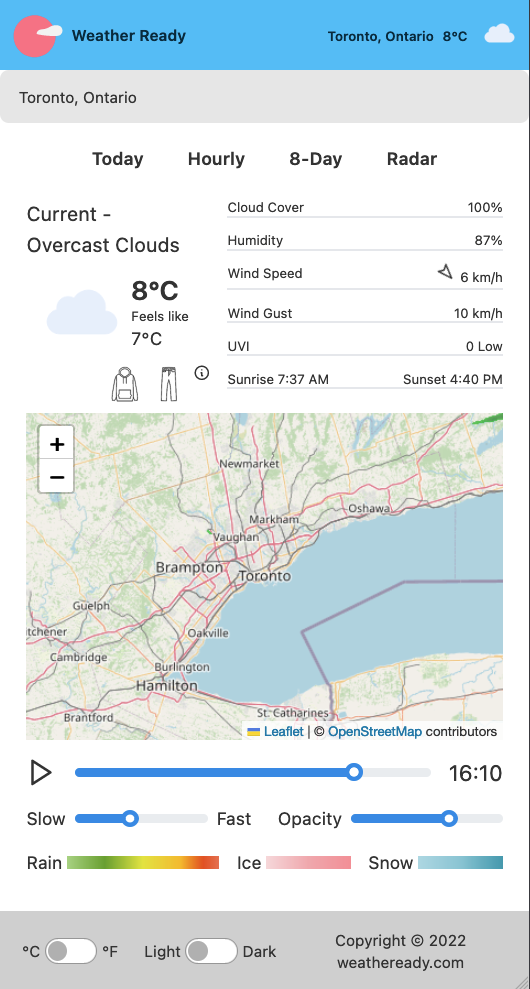 Weather Ready
Toronto, Ontario 8°C
Toronto, Ontario
Today Hourly 8-Day Radar
Current -
Overcast Clouds
8°C
Feels like
7°C
Cloud Cover 100%
Humidity 87%
Wind Speed 6 km/h
Wind Gust 10 km/h
UVI 0 Low
Sunrise 7:37 AM Sunset 4:40 PM
+
−
Newmarket
Oshawa
Markham
Vaughan
Brampton
Toronto
Guelph
tchener
Oakville
Cambridge
Burlington
Hamilton
Brantford
St. Catharines
Leaflet | © OpenStreetMap contributors
16:10
Slow Fast Opacity
Rain Ice Snow
°C °F Light Dark
Copyright © 2022
weatheready.com